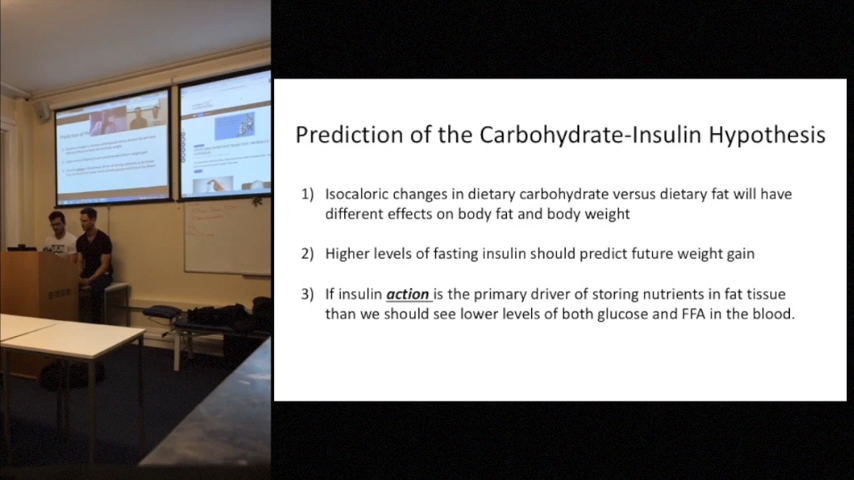 Prediction of the Carbohydrate-Insulin Hypothesis
1) Isocaloric changes in dietary carbohydrate versus dietary fat will have
different effects on body fat and body weight
2) Higher levels of fasting insulin should predict future weight gain
3) If insulin action is the primary driver of storing nutrients in fat tissue
than we should see lower levels of both glucose and FFA in the blood.